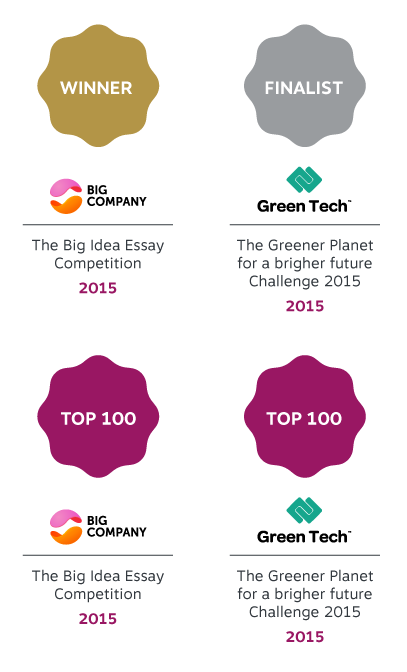 WINNER
FINALIST
BIG
COMPANY
Green Tech™
The Big Idea Essay
Competition
2015
The Greener Planet
for a brigher future
Challenge 2015
2015
TOP 100
TOP 100
BIG
COMPANY
Green Tech™
The Big Idea Essay
Competition
2015
The Greener Planet
for a brigher future
Challenge 2015
2015